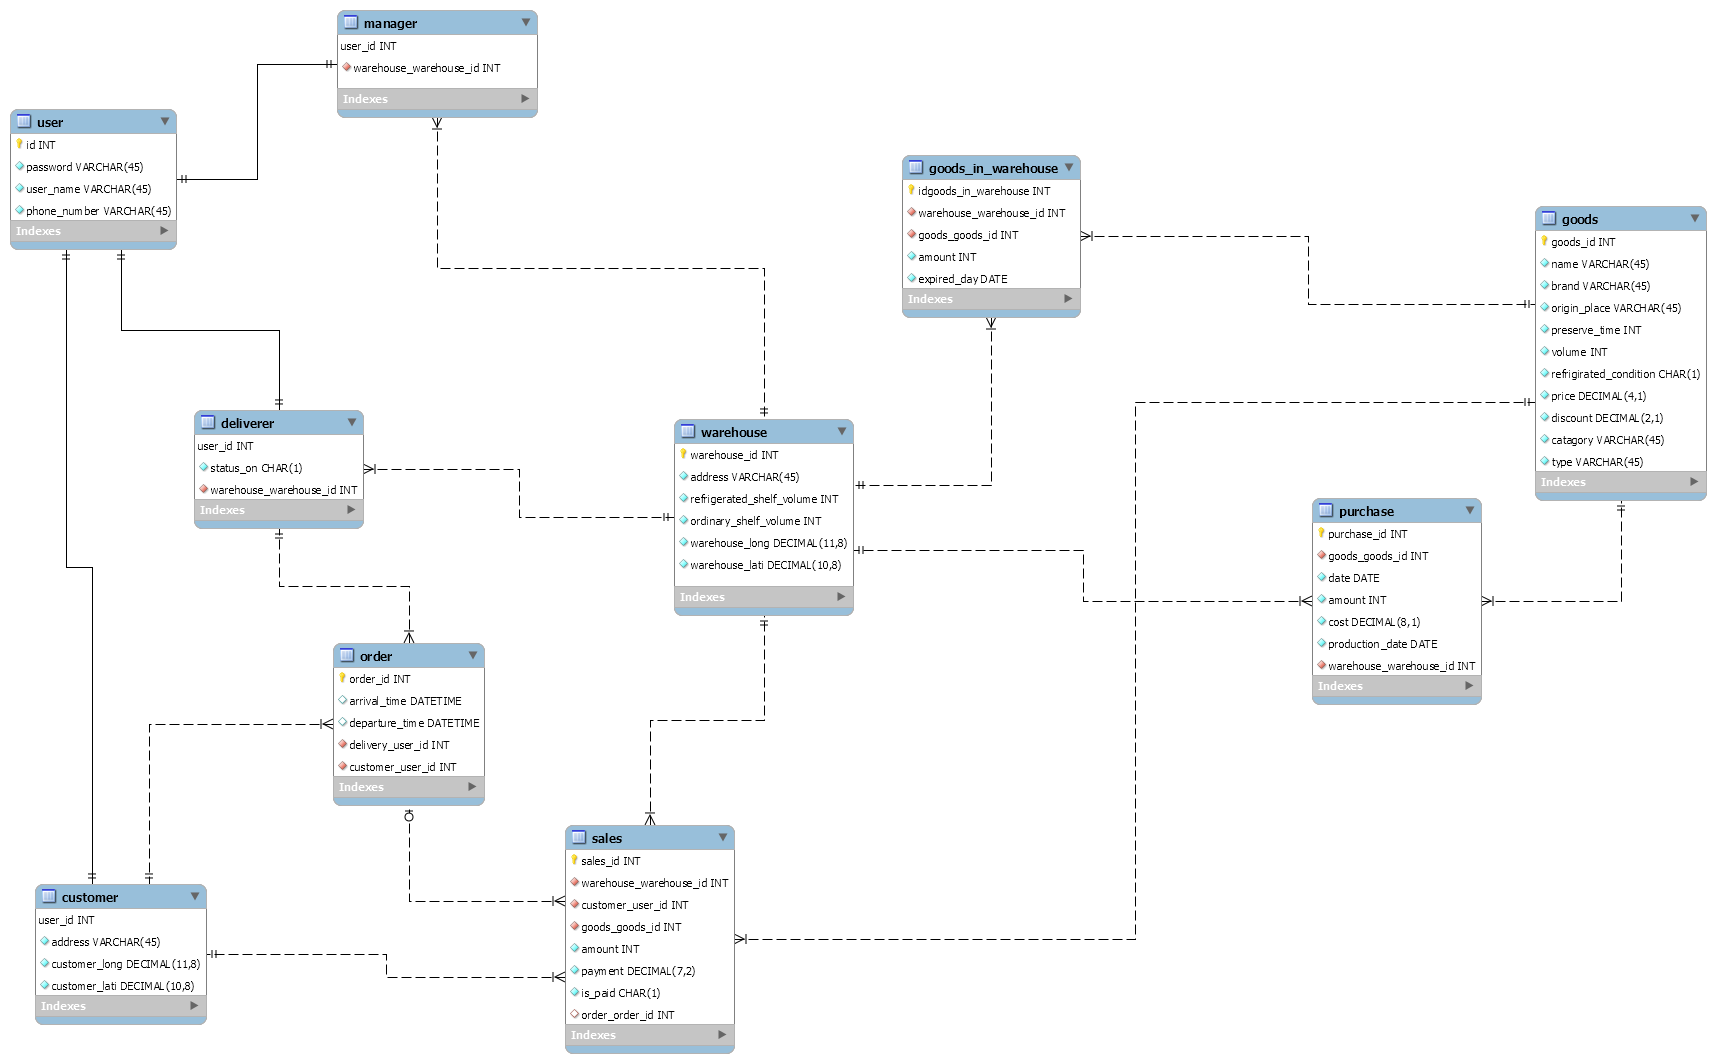 manager
user_id INT
warehouse_warehouse_id INT
Indexes
user
id INT
password VARCHAR(45)
user_name VARCHAR(45)
phone_number VARCHAR(45)
Indexes
goods_in_warehouse
idgoods_in_warehouse INT
warehouse_warehouse_id INT
goods_goods_id INT
amount INT
expired_day DATE
Indexes
goods
goods_id INT
name VARCHAR(45)
brand VARCHAR(45)
origin_place VARCHAR(45)
preserve_time INT
volume INT
refrigirated_condition CHAR(1)
price DECIMAL(4,1)
discount DECIMAL(2,1)
catagory VARCHAR(45)
type VARCHAR(45)
Indexes
deliverer
user_id INT
status_on CHAR(1)
warehouse_warehouse_id INT
Indexes
warehouse
warehouse_id INT
address VARCHAR(45)
refrigerated_shelf_volume INT
ordinary_shelf_volume INT
warehouse_long DECIMAL(11,8)
warehouse_lati DECIMAL(10,8)
Indexes
purchase
purchase_id INT
goods_goods_id INT
date DATE
amount INT
cost DECIMAL(8,1)
production_date DATE
warehouse_warehouse_id INT
Indexes
order
order_id INT
arrival_time DATETIME
departure_time DATETIME
delivery_user_id INT
customer_user_id INT
Indexes
sales
sales_id INT
warehouse_warehouse_id INT
customer_user_id INT
goods_goods_id INT
amount INT
payment DECIMAL(7,2)
is_paid CHAR(1)
order_order_id INT
Indexes
customer
user_id INT
address VARCHAR(45)
customer_long DECIMAL(11,8)
customer_lati DECIMAL(10,8)
Indexes